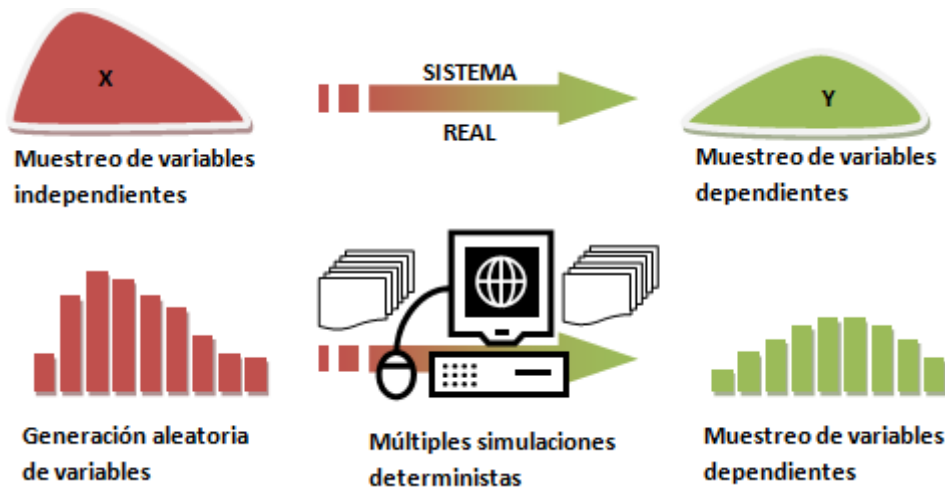 X
SISTEMA
REAL
Y
Muestreo de variables
independientes
Muestreo de variables
dependientes
Generación aleatoria
de variables
Múltiples simulaciones
deterministas
Muestreo de variables
dependientes